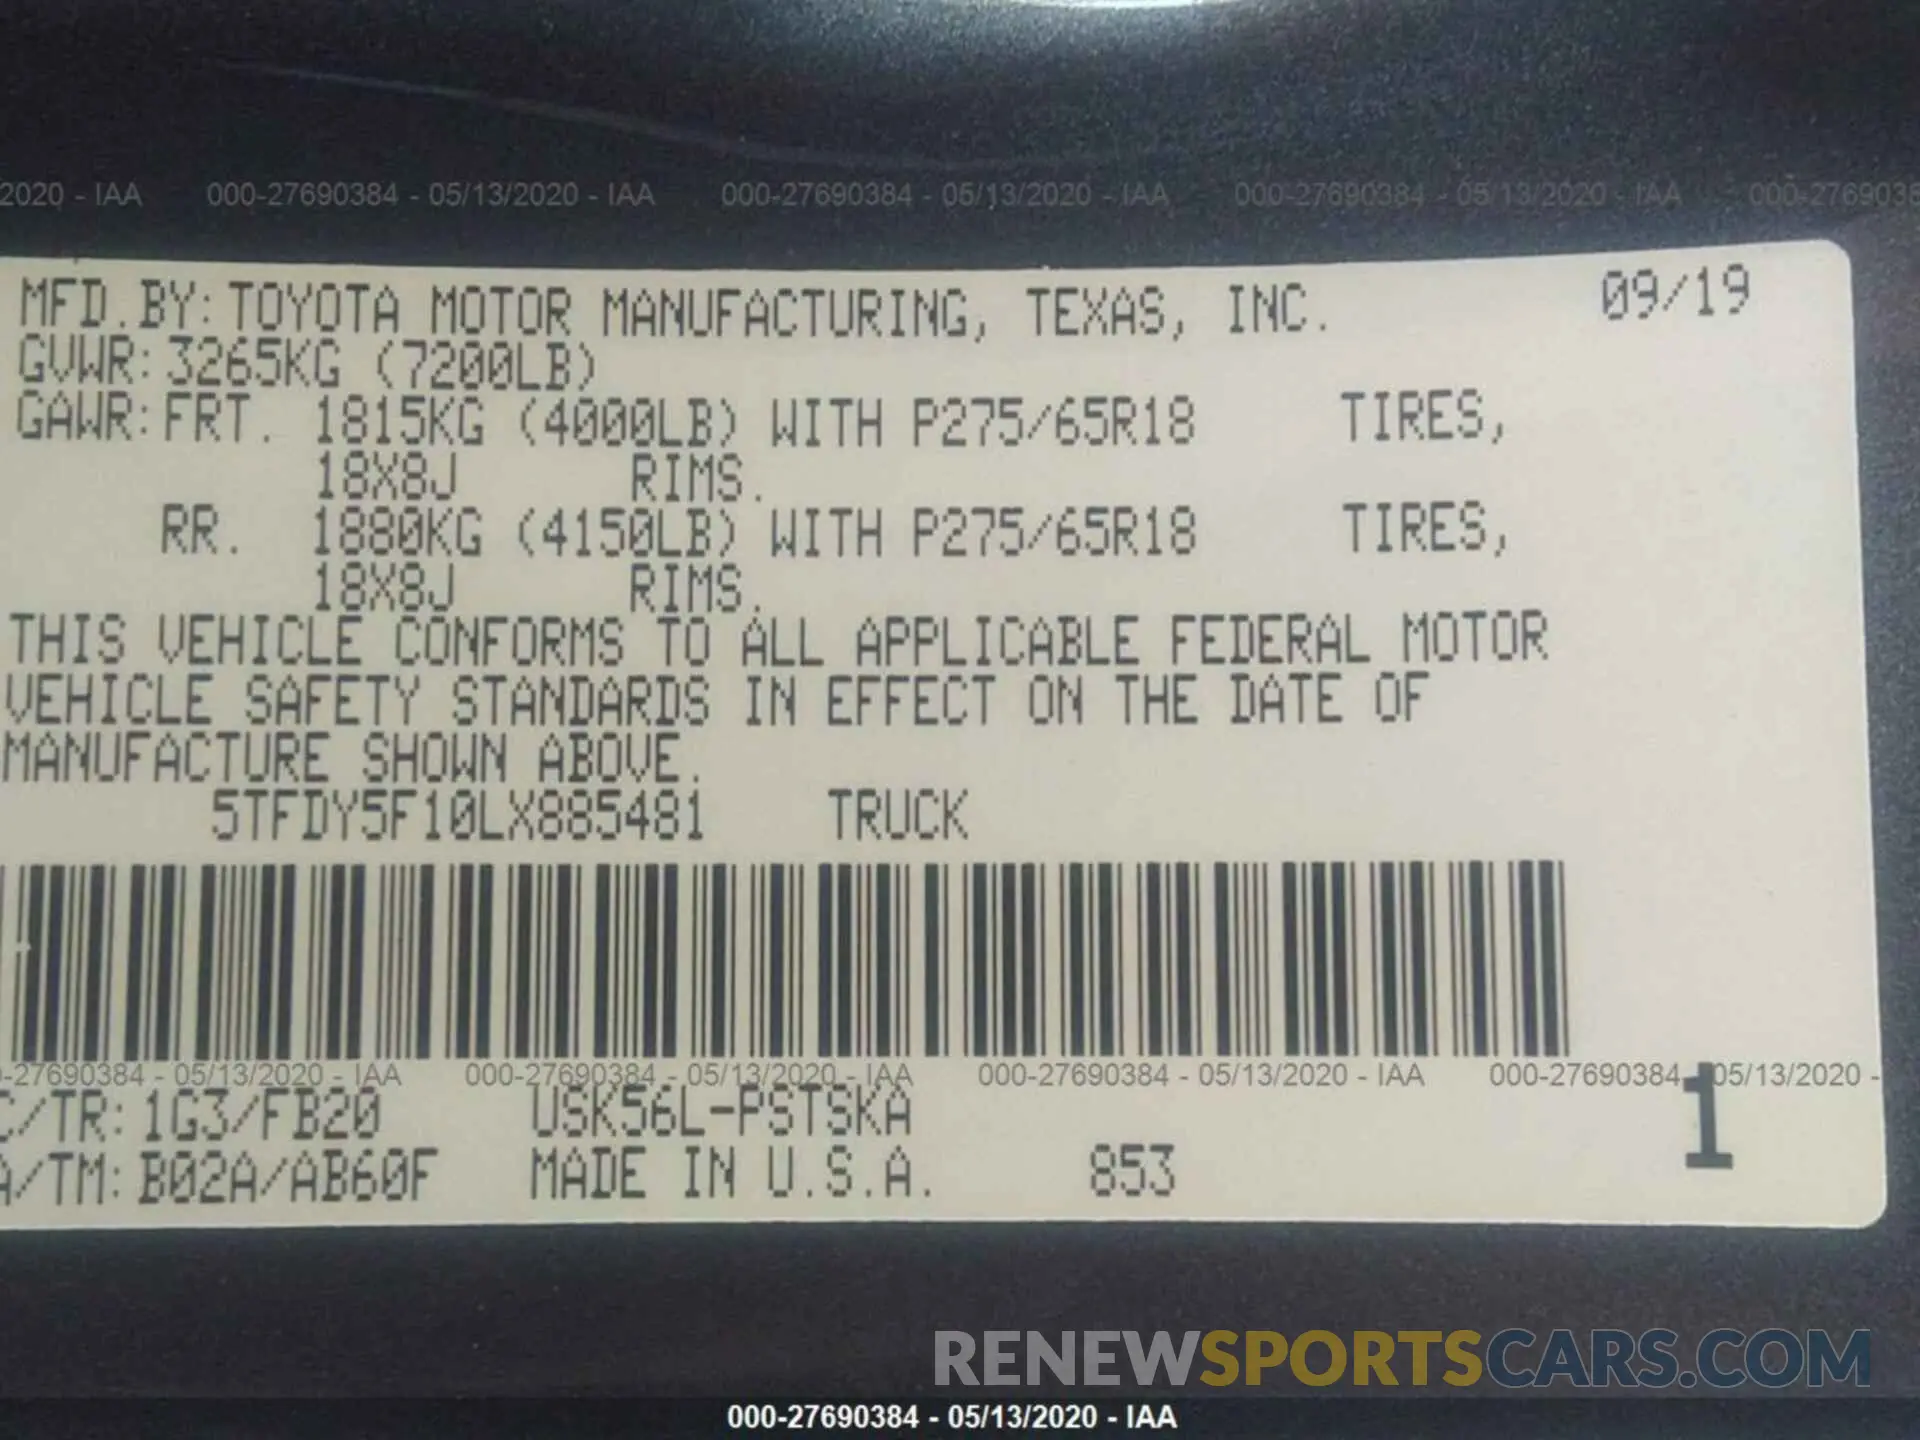 2020 - IAA 000-27690384 - 05/13/2020 - IAA 000-27690384 - 05/13/2020 - IAA 000-27690384 - 05/13/2020 - IAA 000-2769038
MFD.BY: TOYOTA MOTOR MANUFACTURING, TEXAS, INC. 09/19
GVWR: 3265KG (7200LB)
GAWR: FRT. 1815KG (4000LB) WITH P275/65R18 TIRES,
18X8J RIMS.
RR. 1880KG (4150LB) WITH P275/65R18 TIRES,
18X8J RIMS.
THIS VEHICLE CONFORMS TO ALL APPLICABLE FEDERAL MOTOR
VEHICLE SAFETY STANDARDS IN EFFECT ON THE DATE OF
MANUFACTURE SHOWN ABOVE.
5TFDY5F10LX885481 TRUCK
0-27690384 - 05/13/2020 - IAA 000-27690384 - 05/13/2020 - IAA 000-27690384 - 05/13/2020 - IAA 000-27690384 - 05/13/2020 -
C/TR: 1G3/FB20 USK56L-PSTSKA 1
A/TM: B02A/AB60F MADE IN U.S.A. 853
RENEWSPORTSCARS.COM
000-27690384 - 05/13/2020 - IAA